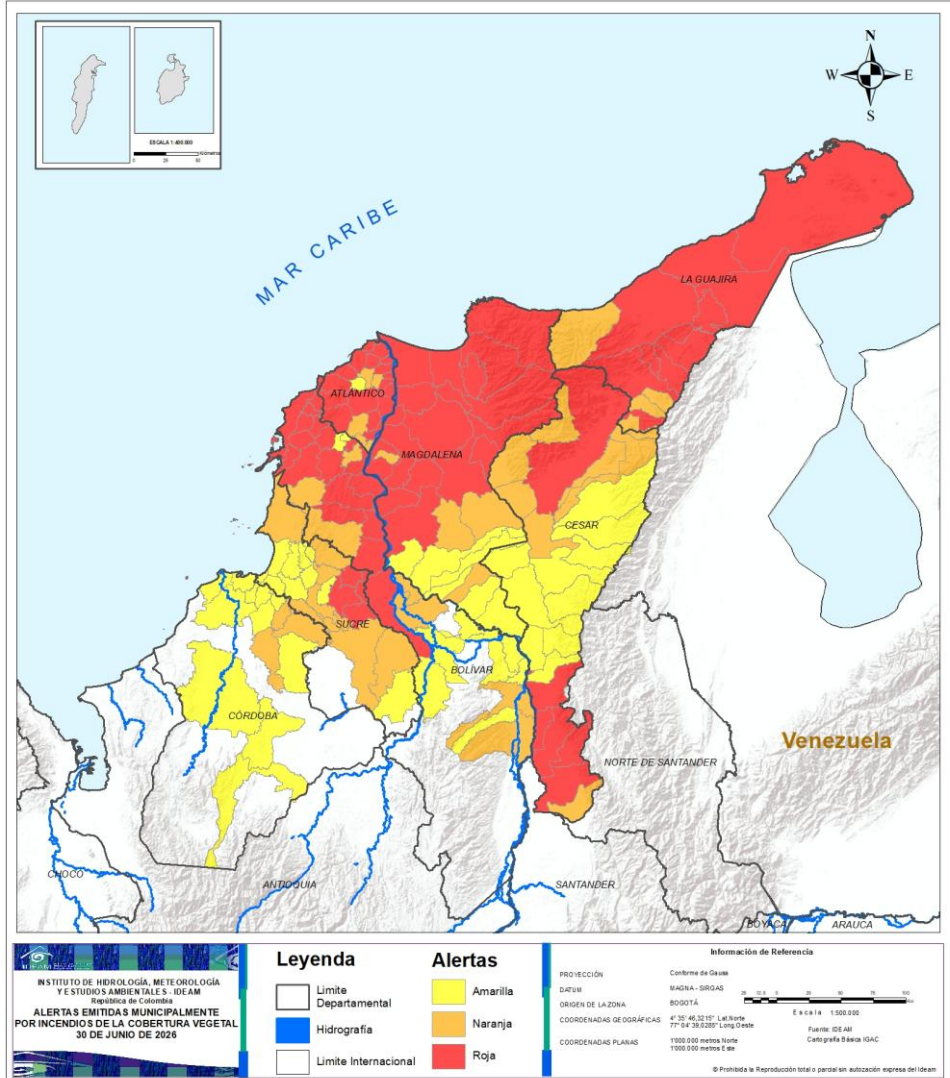 ESCALA 1:400.000
N
W
E
S
MAR CARIBE
LA GUAJIRA
ATLÁNTICO
MAGDALENA
CESAR
SUCRE
BOLÍVAR
CÓRDOBA
Venezuela
NORTE DE SANTANDER
CHOCÓ
ANTIOQUIA
SANTANDER
BOYACÁ
ARAUCA
IDEAM
INSTITUTO DE HIDROLOGÍA, METEOROLOGÍA
Y ESTUDIOS AMBIENTALES - IDEAM
República de Colombia
ALERTAS EMITIDAS MUNICIPALMENTE
POR INCENDIOS DE LA COBERTURA VEGETAL
30 DE JUNIO DE 2026
Leyenda
Limite
Departamental
Hidrografía
Limite Internacional
Alertas
Amarilla
Naranja
Roja
Información de Referencia
PROYECCIÓN
Conforme de Gauss
DATUM
MAGNA - SIRGAS
ORIGEN DE LA ZONA
BOGOTÁ
COORDENADAS GEOGRÁFICAS
4° 35' 46,3215" Lat.Norte
77° 04' 39,0285" Long.Oeste
COORDENADAS PLANAS
1'000.000 metros Norte
1'000.000 metros Este
Escala 1:500.000
Fuente: IDEAM
Cartografía Básica IGAC
© Prohibida la Reproducción total o parcial sin autozación expresa del Ideam